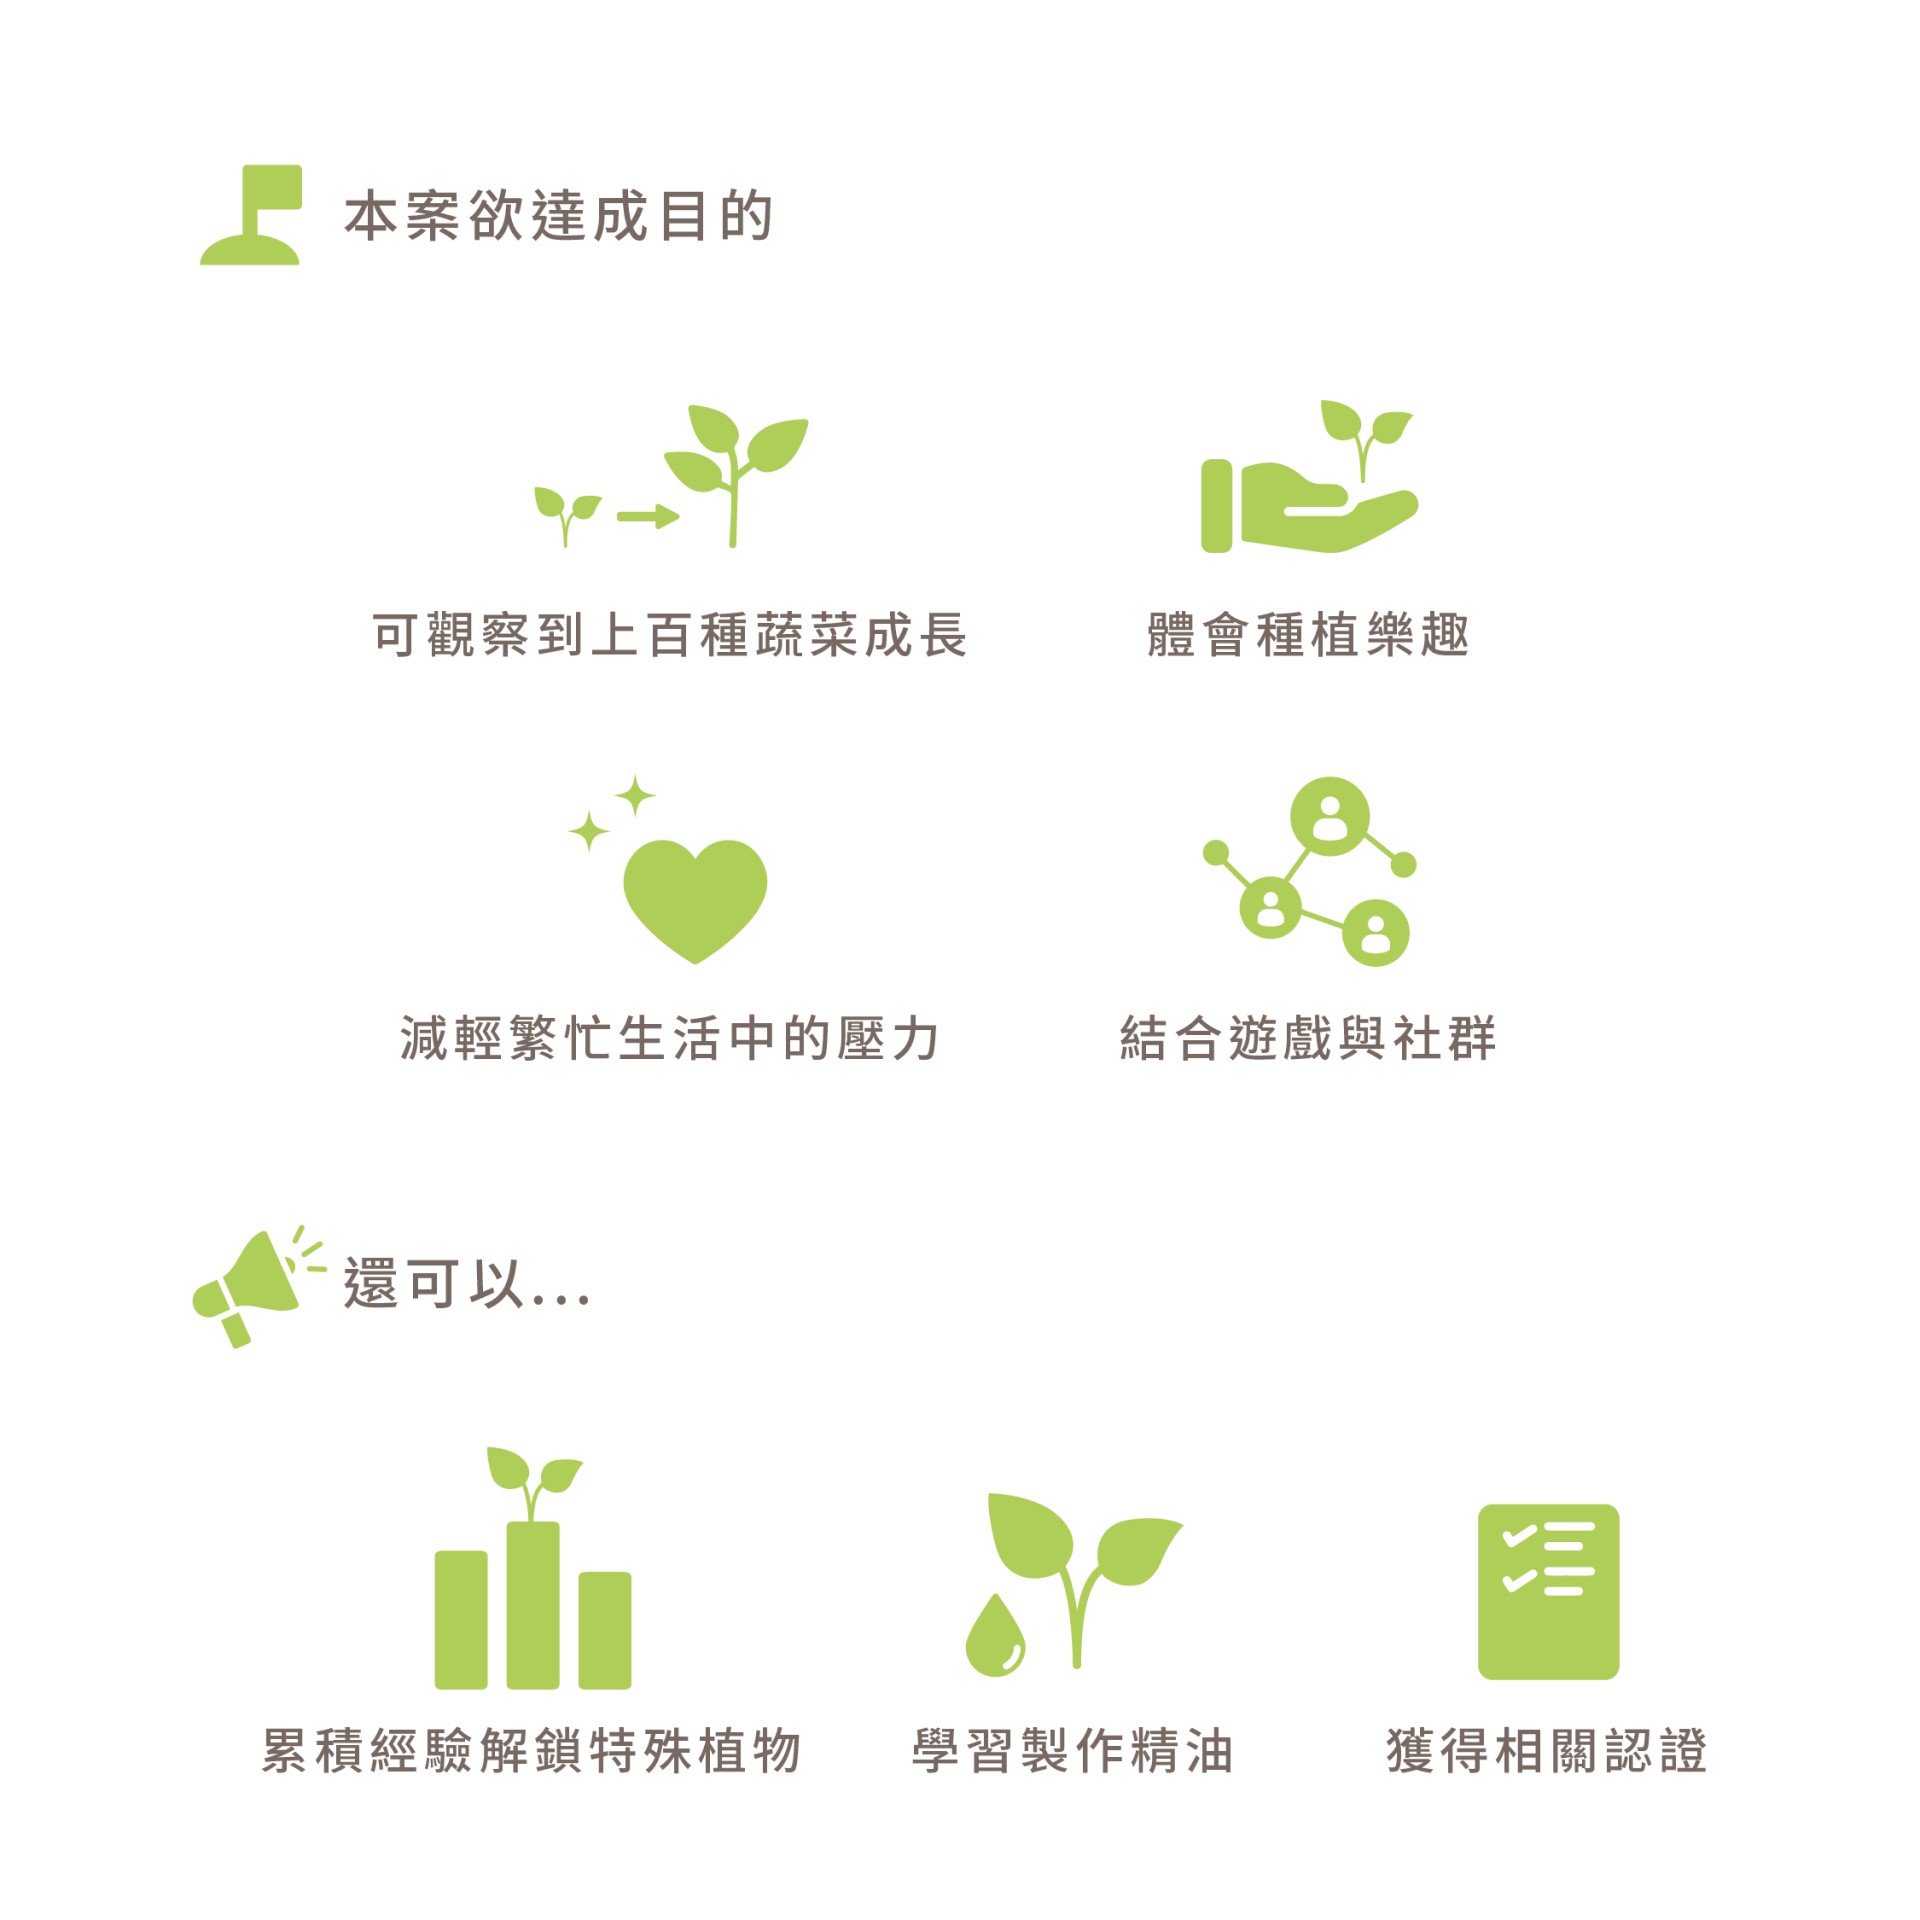 本案欲達成目的
可觀察到上百種蔬菜成長
體會種植樂趣
減輕繁忙生活中的壓力
結合遊戲與社群
還可以...
累積經驗解鎖特殊植物
學習製作精油
獲得相關認證